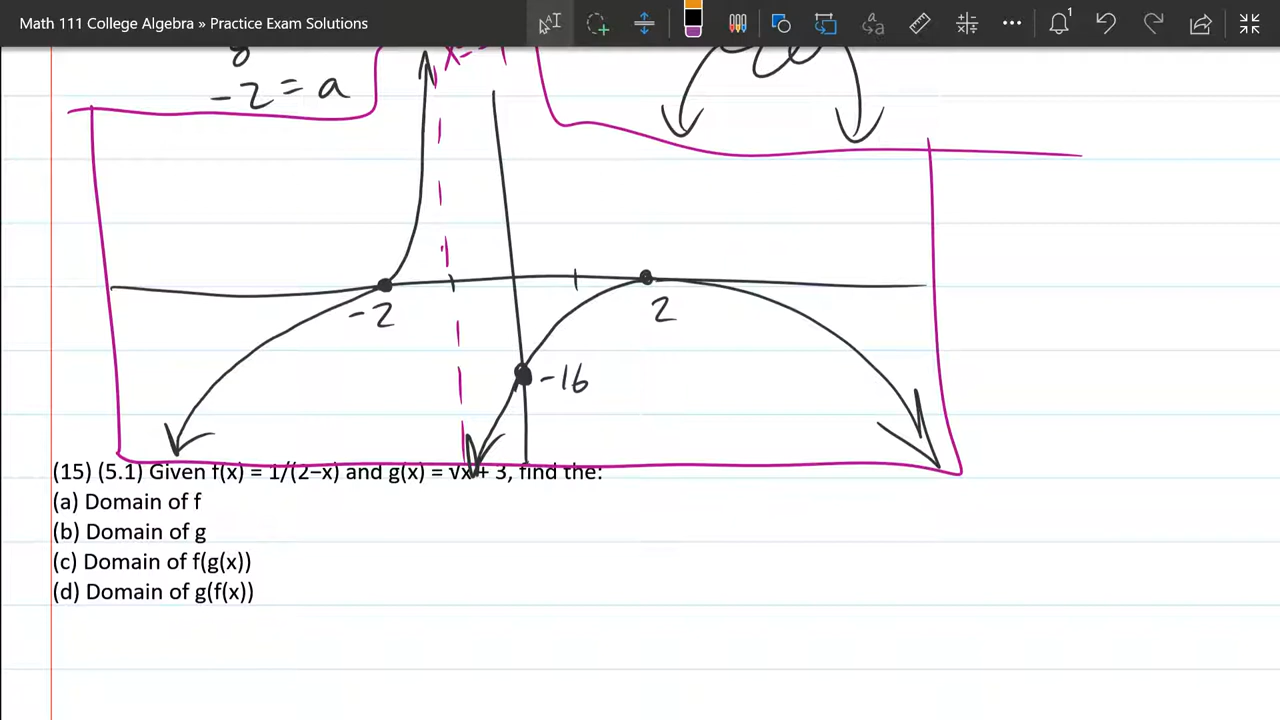 Math 111 College Algebra » Practice Exam Solutions
1
-2 = a
-2
2
-16
(15) (5.1) Given f(x) = 1/(2−x) and g(x) = √x + 3, find the:
(a) Domain of f
(b) Domain of g
(c) Domain of f(g(x))
(d) Domain of g(f(x))